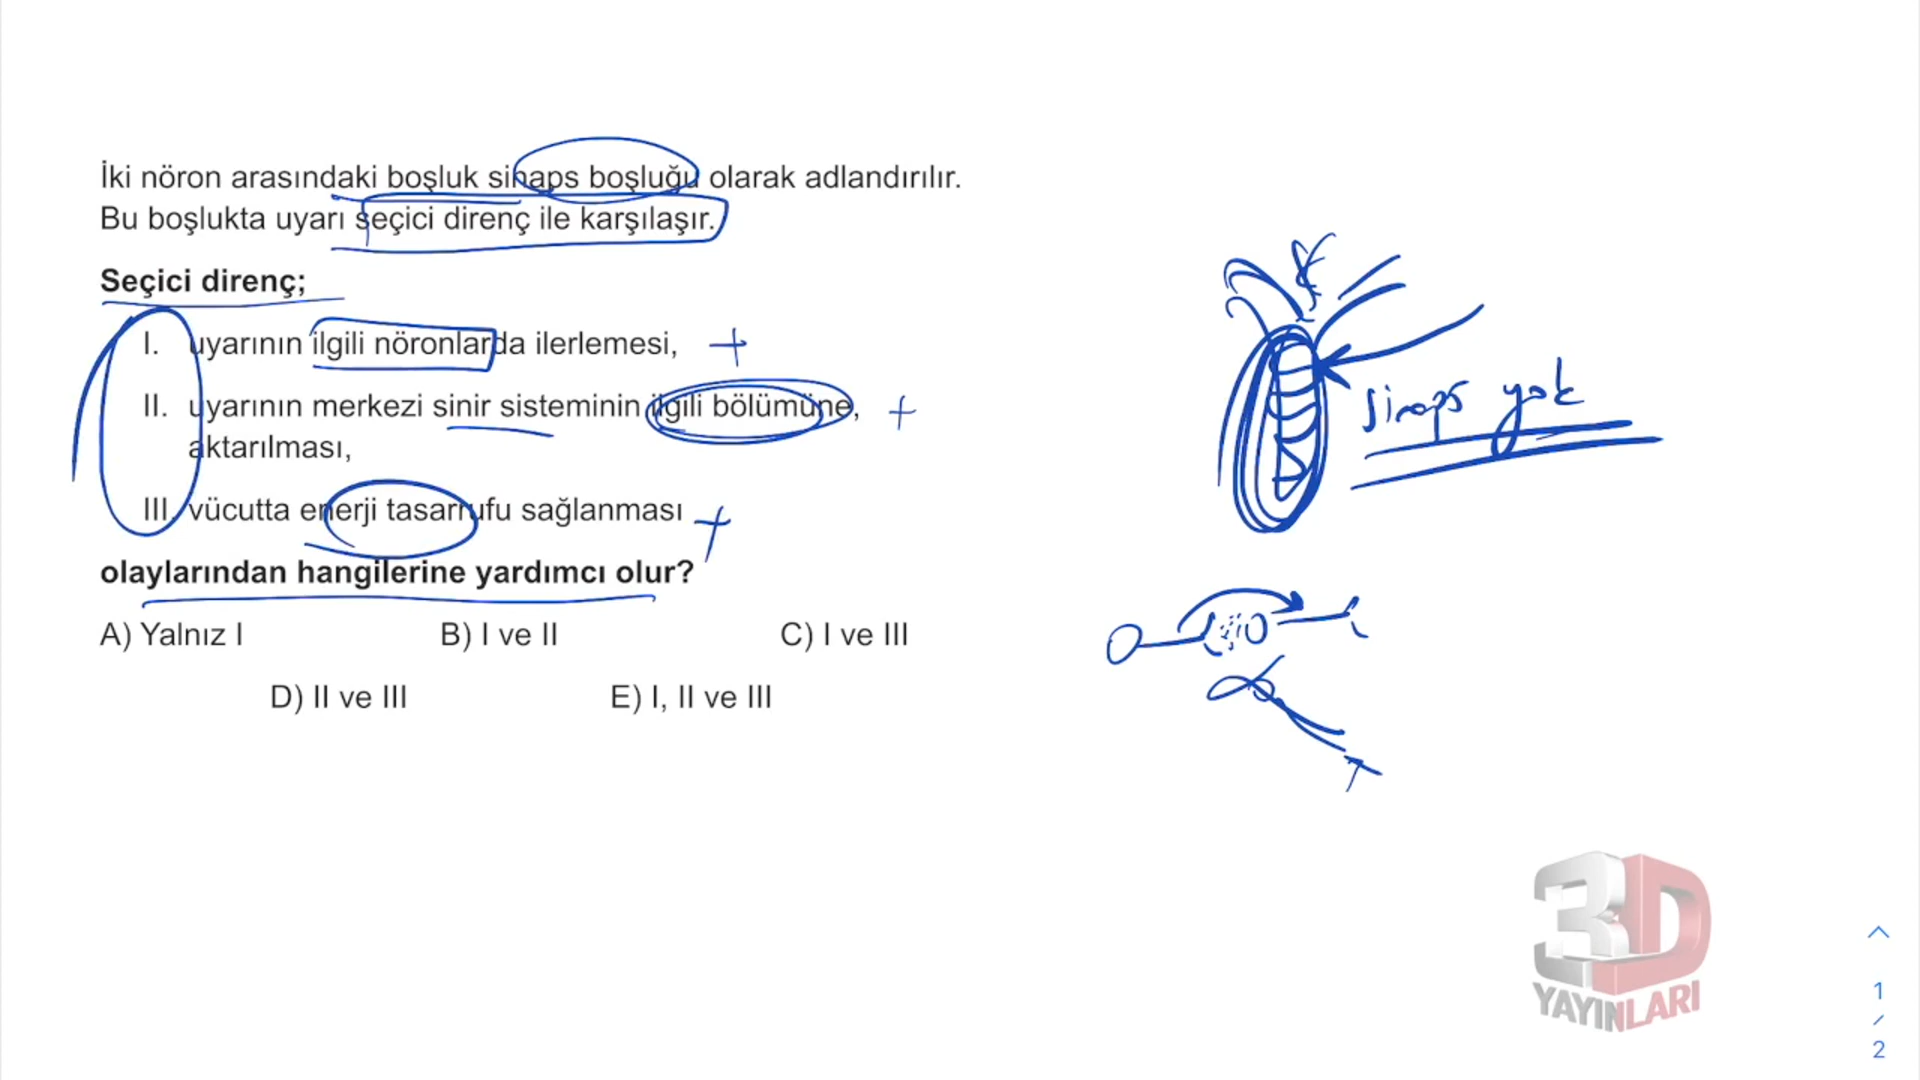 İki nöron arasındaki boşluk sinaps boşluğu olarak adlandırılır.
Bu boşlukta uyarı seçici direnç ile karşılaşır.
Seçici direnç;
I. uyarının ilgili nöronlarda ilerlemesi, +
II. uyarının merkezi sinir sisteminin ilgili bölümüne, +
aktarılması,
III. vücutta enerji tasarrufu sağlanması +
olaylarından hangilerine yardımcı olur?
A) Yalnız I B) I ve II C) I ve III
D) II ve III E) I, II ve III
sinaps yok
3D
YAYINLARI
1
/
2